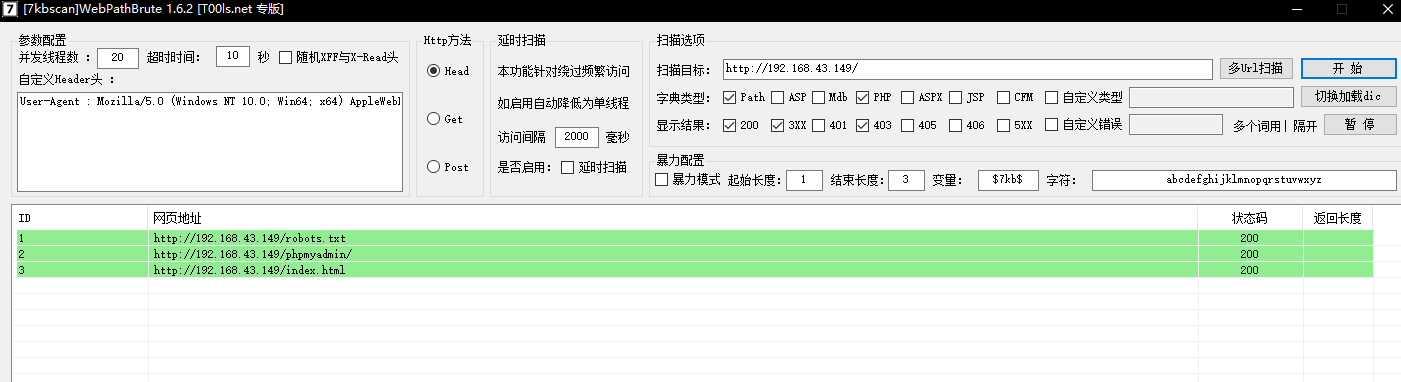 7 [7kbscan]WebPathBrute 1.6.2 [T00ls.net 专版]
参数配置
并发线程数 : 20 超时时间: 10 秒 随机XFF与X-Read头
自定义Header头 :
User-Agent : Mozilla/5.0 (Windows NT 10.0; Win64; x64) AppleWeb
Http方法
Head
Get
Post
延时扫描
本功能针对绕过频繁访问
如启用自动降低为单线程
访问间隔 2000 毫秒
是否启用: 延时扫描
扫描选项
扫描目标: http://192.168.43.149/ 多Url扫描 开 始
字典类型: Path ASP Mdb PHP ASPX JSP CFM 自定义类型 切换加载dic
显示结果: 200 3XX 401 403 405 406 5XX 自定义错误 多个词用| 隔开 暂 停
暴力配置
暴力模式 起始长度: 1 结束长度: 3 变量: $7kb$ 字符: abcdefghijklmnopqrstuvwxyz
ID 网页地址 状态码 返回长度
1 http://192.168.43.149/robots.txt 200
2 http://192.168.43.149/phpmyadmin/ 200
3 http://192.168.43.149/index.html 200